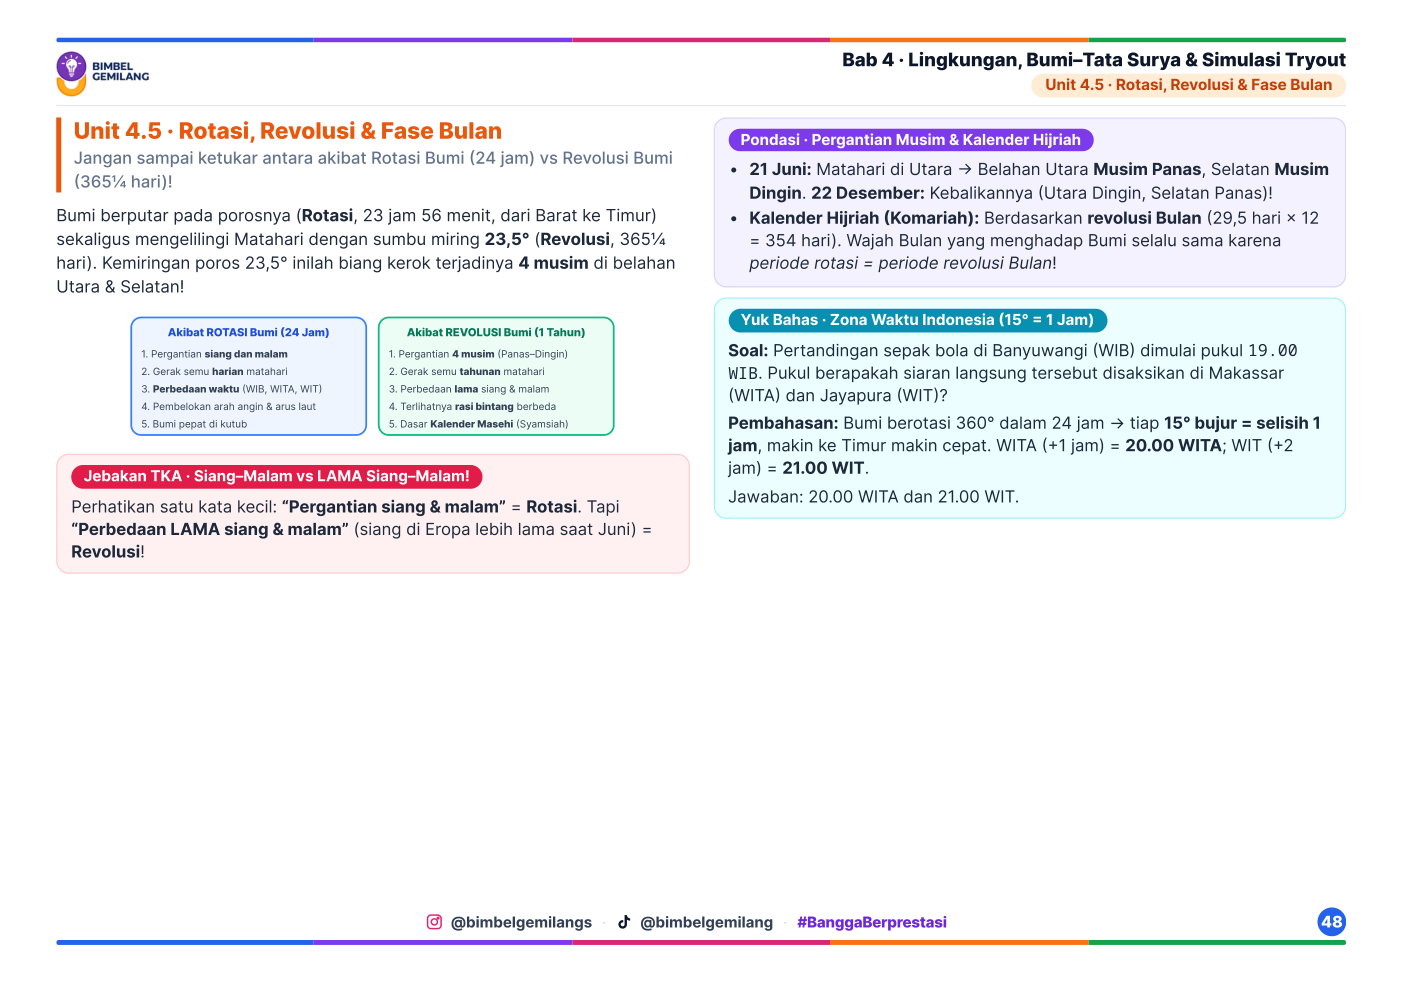 BIMBEL
GEMILANG
Bab 4 · Lingkungan, Bumi–Tata Surya & Simulasi Tryout
Unit 4.5 · Rotasi, Revolusi & Fase Bulan
Unit 4.5 · Rotasi, Revolusi & Fase Bulan
Jangan sampai ketukar antara akibat Rotasi Bumi (24 jam) vs Revolusi Bumi
(365¼ hari)!
Bumi berputar pada porosnya (Rotasi, 23 jam 56 menit, dari Barat ke Timur)
sekaligus mengelilingi Matahari dengan sumbu miring 23,5° (Revolusi, 365¼
hari). Kemiringan poros 23,5° inilah biang kerok terjadinya 4 musim di belahan
Utara & Selatan!
Akibat ROTASI Bumi (24 Jam)
1. Pergantian siang dan malam
2. Gerak semu harian matahari
3. Perbedaan waktu (WIB, WITA, WIT)
4. Pembelokan arah angin & arus laut
5. Bumi pepat di kutub
Akibat REVOLUSI Bumi (1 Tahun)
1. Pergantian 4 musim (Panas–Dingin)
2. Gerak semu tahunan matahari
3. Perbedaan lama siang & malam
4. Terlihatnya rasi bintang berbeda
5. Dasar Kalender Masehi (Syamsiah)
Jebakan TKA · Siang–Malam vs LAMA Siang–Malam!
Perhatikan satu kata kecil: “Pergantian siang & malam” = Rotasi. Tapi
“Perbedaan LAMA siang & malam” (siang di Eropa lebih lama saat Juni) =
Revolusi!
Pondasi · Pergantian Musim & Kalender Hijriah
• 21 Juni: Matahari di Utara → Belahan Utara Musim Panas, Selatan Musim
Dingin. 22 Desember: Kebalikannya (Utara Dingin, Selatan Panas)!
• Kalender Hijriah (Komariah): Berdasarkan revolusi Bulan (29,5 hari × 12
= 354 hari). Wajah Bulan yang menghadap Bumi selalu sama karena
periode rotasi = periode revolusi Bulan!
Yuk Bahas · Zona Waktu Indonesia (15° = 1 Jam)
Soal: Pertandingan sepak bola di Banyuwangi (WIB) dimulai pukul 19.00
WIB. Pukul berapakah siaran langsung tersebut disaksikan di Makassar
(WITA) dan Jayapura (WIT)?
Pembahasan: Bumi berotasi 360° dalam 24 jam → tiap 15° bujur = selisih 1
jam, makin ke Timur makin cepat. WITA (+1 jam) = 20.00 WITA; WIT (+2
jam) = 21.00 WIT.
Jawaban: 20.00 WITA dan 21.00 WIT.
@bimbelgemilangs · @bimbelgemilang · #BanggaBerprestasi
48